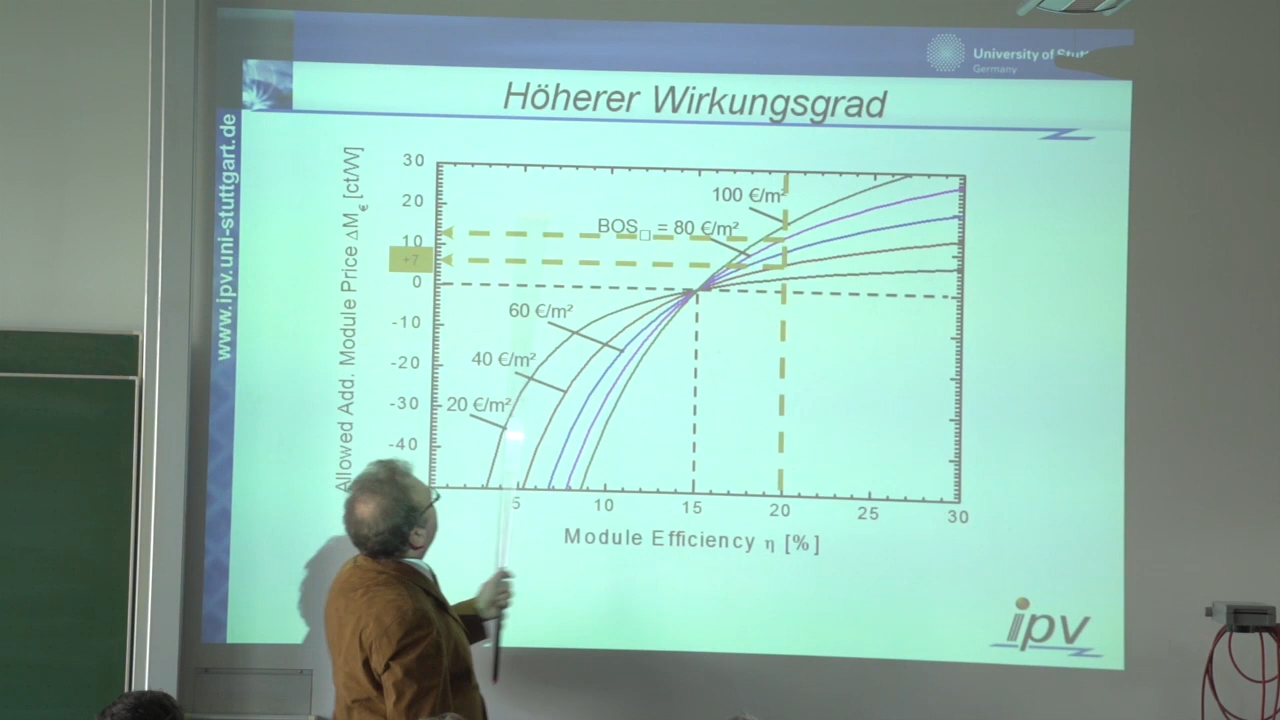 University of Stutt
Germany
Höherer Wirkungsgrad
www.ipv.uni-stuttgart.de
Allowed Add. Module Price ΔM€ [ct/W]
30
20
10
+7
0
-10
-20
-30
-40
100 €/m²
BOS□ = 80 €/m²
60 €/m²
40 €/m²
20 €/m²
5
10
15
20
25
30
Module Efficiency η [%]
ipv